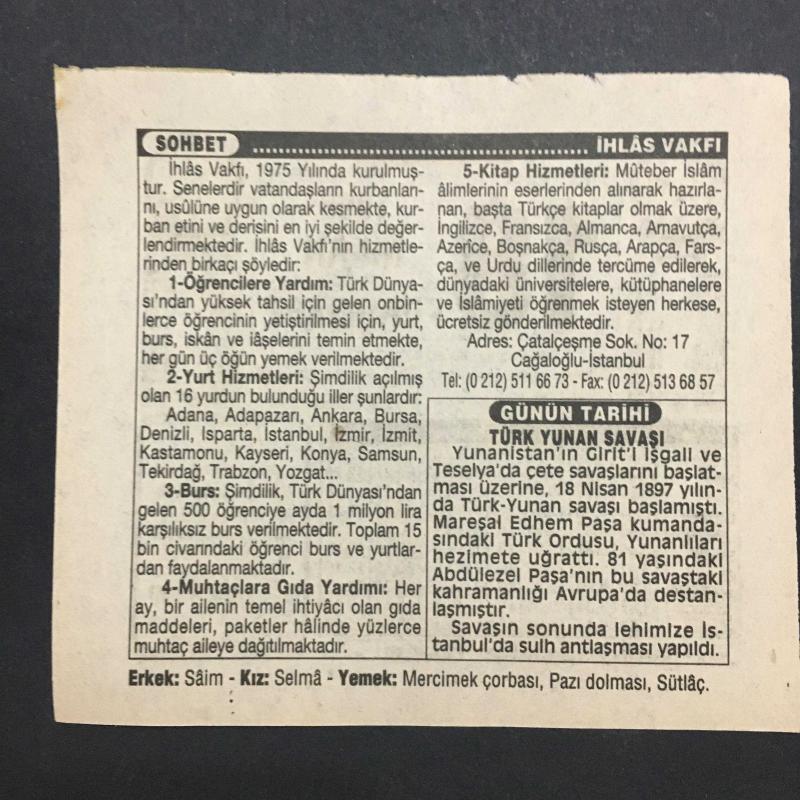 SOHBET ........................................................ İHLÂS VAKFI
İhlâs Vakfı, 1975 Yılında kurulmuş-
tur. Senelerdir vatandaşların kurbanları-
nı, usûlüne uygun olarak kesmekte, kur-
ban etini ve derisini en iyi şekilde değer-
lendirmektedir. İhlâs Vakfı'nın hizmetle-
rinden birkaçı şöyledir:
1-Öğrencilere Yardım: Türk Dünya-
sı'ndan yüksek tahsil için gelen onbin-
lerce öğrencinin yetiştirilmesi için, yurt,
burs, iskân ve iâşelerini temin etmekte,
her gün üç öğün yemek verilmektedir.
2-Yurt Hizmetleri: Şimdilik açılmış
olan 16 yurdun bulunduğu iller şunlardır:
Adana, Adapazarı, Ankara, Bursa,
Denizli, Isparta, İstanbul, İzmir, İzmit,
Kastamonu, Kayseri, Konya, Samsun,
Tekirdağ, Trabzon, Yozgat...
3-Burs: Şimdilik, Türk Dünyası'ndan
gelen 500 öğrenciye ayda 1 milyon lira
karşılıksız burs verilmektedir. Toplam 15
bin civarındaki öğrenci burs ve yurtlar-
dan faydalanmaktadır.
4-Muhtaçlara Gıda Yardımı: Her
ay, bir ailenin temel ihtiyâcı olan gıda
maddeleri, paketler hâlinde yüzlerce
muhtaç aileye dağıtılmaktadır.
5-Kitap Hizmetleri: Mûteber İslâm
âlimlerinin eserlerinden alınarak hazırla-
nan, başta Türkçe kitaplar olmak üzere,
İngilizce, Fransızca, Almanca, Arnavutça,
Azerîce, Boşnakça, Rusça, Arapça, Fars-
ça, ve Urdu dillerinde tercüme edilerek,
dünyadaki üniversitelere, kütüphanelere
ve İslâmiyeti öğrenmek isteyen herkese,
ücretsiz gönderilmektedir.
Adres: Çatalçeşme Sok. No: 17
Cağaloğlu-İstanbul
Tel: (0 212) 511 66 73 - Fax: (0 212) 513 68 57
GÜNÜN TARİHİ
TÜRK YUNAN SAVAŞI
Yunanistan'ın Girit'i işgali ve
Teselya'da çete savaşlarını başlat-
ması üzerine, 18 Nisan 1897 yılın-
da Türk-Yunan savaşı başlamıştı.
Mareşal Edhem Paşa kumanda-
sındaki Türk Ordusu, Yunanlıları
hezimete uğrattı. 81 yaşındaki
Abdülezel Paşa'nın bu savaştaki
kahramanlığı Avrupa'da destan-
laşmıştır.
Savaşın sonunda lehimize İs-
tanbul'da sulh antlaşması yapıldı.
Erkek: Sâim - Kız: Selmâ - Yemek: Mercimek çorbası, Pazı dolması, Sütlâç.